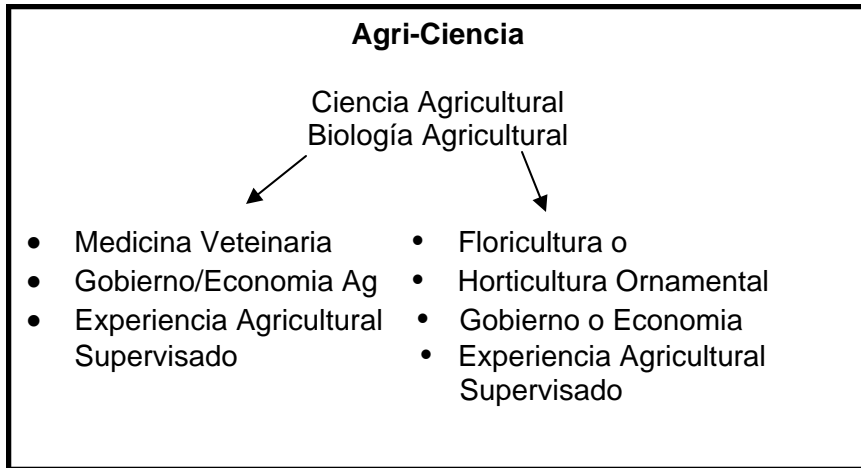 Agri-Ciencia
Ciencia Agricultural
Biología Agricultural
• Medicina Veteinaria
• Gobierno/Economia Ag
• Experiencia Agricultural
Supervisado
• Floricultura o
• Horticultura Ornamental
• Gobierno o Economia
• Experiencia Agricultural
Supervisado